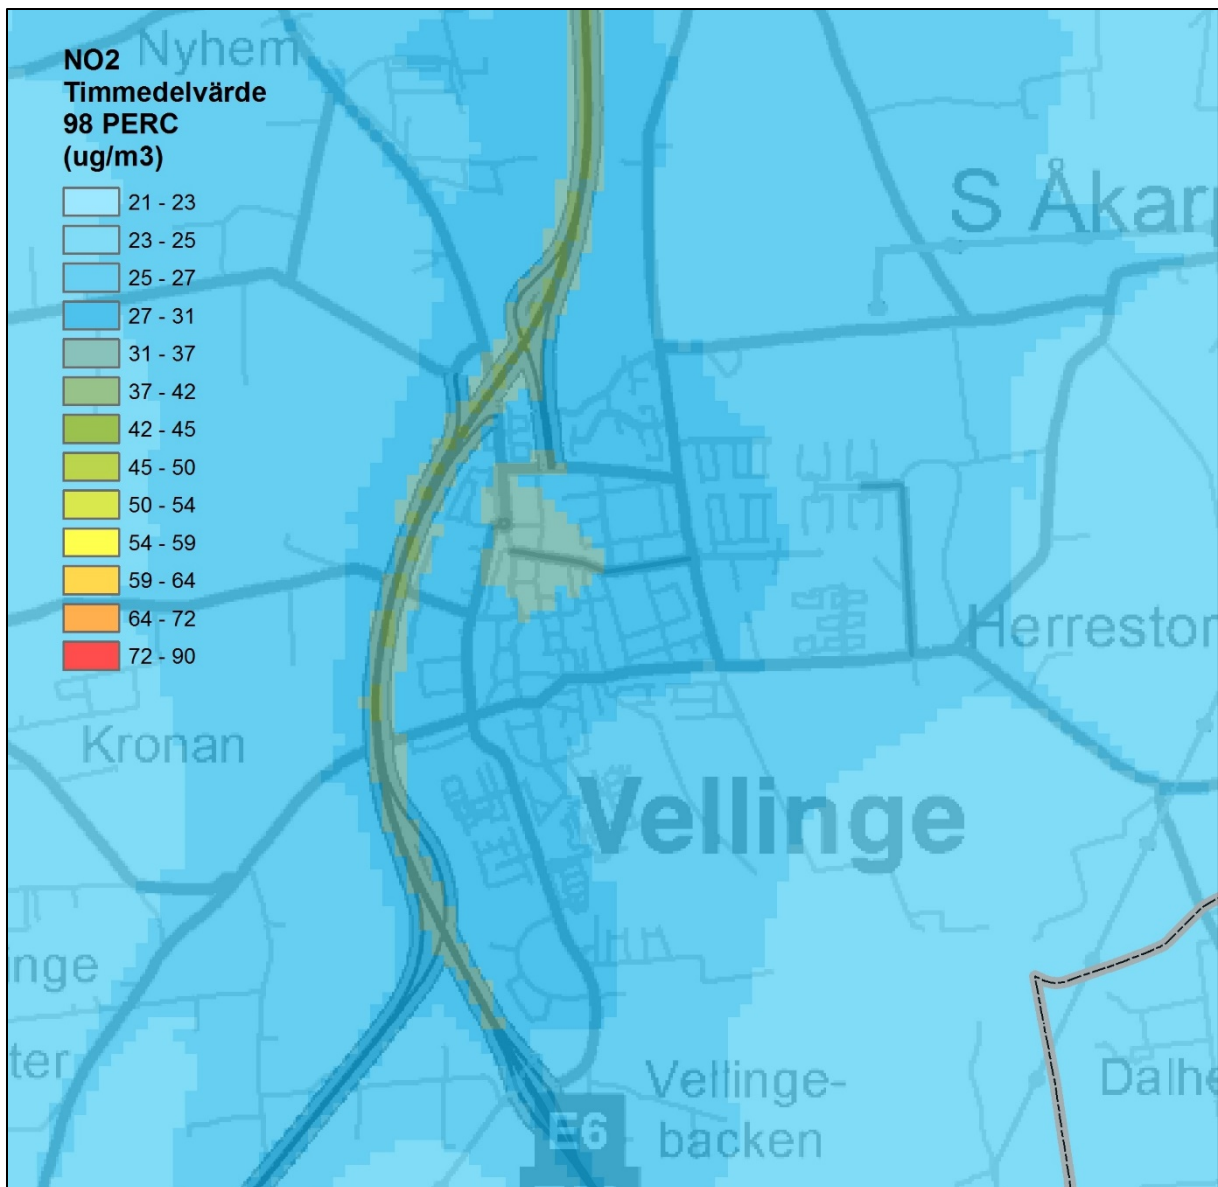 Nyhem
NO2
Timmedelvärde
98 PERC
(ug/m3)
21 - 23
23 - 25
25 - 27
27 - 31
31 - 37
37 - 42
42 - 45
45 - 50
50 - 54
54 - 59
59 - 64
64 - 72
72 - 90
S Åkarp
Herrestor
Kronan
Vellinge
inge
ter
Vellinge-
backen
Dalhe
E6